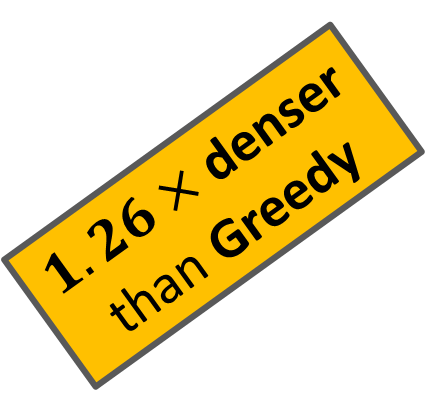 1.26 × denser
than Greedy